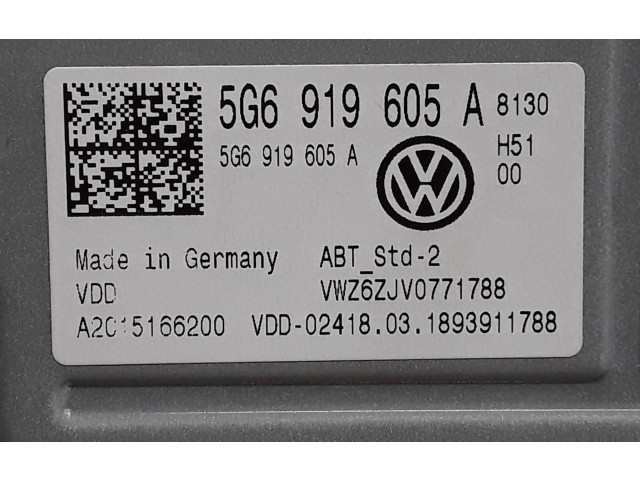 5G6 919 605 A 8130
5G6 919 605 A H51
00
Made in Germany ABT_Std-2
VDD VWZ6ZJV0771788
A2C15166200 VDD-02418.03.1893911788